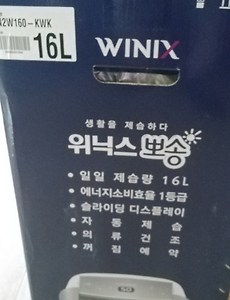 2W160-KWK
16L
WINIX
생활을 제습하다
위닉스 뽀송
• 일일 제습량 16L
• 에너지소비효율 1등급
• 슬라이딩 디스플레이
• 자동제습
• 의류건조
• 꺼짐예약